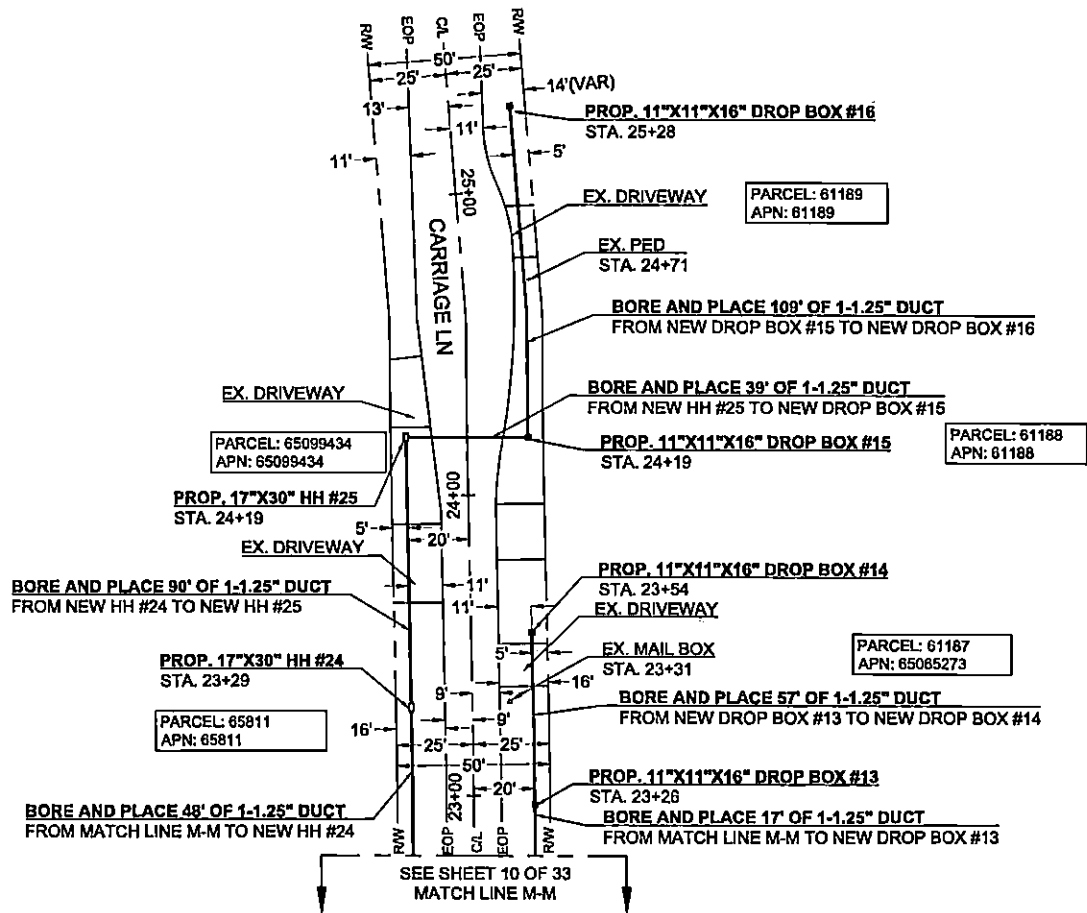 R/W
EOP
C/L
EOP
R/W
50'
25'
25'
14'(VAR)
13'
PROP. 11"X11"X16" DROP BOX #16
STA. 25+28
11'
11'
5'
25+00
EX. DRIVEWAY
PARCEL: 61189
APN: 61189
CARRIAGE LN
EX. PED
STA. 24+71
BORE AND PLACE 109' OF 1-1.25" DUCT
FROM NEW DROP BOX #15 TO NEW DROP BOX #16
EX. DRIVEWAY
BORE AND PLACE 39' OF 1-1.25" DUCT
FROM NEW HH #25 TO NEW DROP BOX #15
PARCEL: 65099434
APN: 65099434
PROP. 11"X11"X16" DROP BOX #15
STA. 24+19
PARCEL: 61188
APN: 61188
PROP. 17"X30" HH #25
STA. 24+19
24+00
5'
20'
EX. DRIVEWAY
BORE AND PLACE 90' OF 1-1.25" DUCT
FROM NEW HH #24 TO NEW HH #25
11'
11'
PROP. 11"X11"X16" DROP BOX #14
STA. 23+54
EX. DRIVEWAY
PROP. 17"X30" HH #24
STA. 23+29
5'
EX. MAIL BOX
STA. 23+31
PARCEL: 61187
APN: 65065273
16'
9'
9'
BORE AND PLACE 57' OF 1-1.25" DUCT
FROM NEW DROP BOX #13 TO NEW DROP BOX #14
PARCEL: 65811
APN: 65811
16'
25'
25'
50'
20'
23+00
PROP. 11"X11"X16" DROP BOX #13
STA. 23+26
BORE AND PLACE 48' OF 1-1.25" DUCT
FROM MATCH LINE M-M TO NEW HH #24
BORE AND PLACE 17' OF 1-1.25" DUCT
FROM MATCH LINE M-M TO NEW DROP BOX #13
R/W
EOP
C/L
EOP
R/W
SEE SHEET 10 OF 33
MATCH LINE M-M